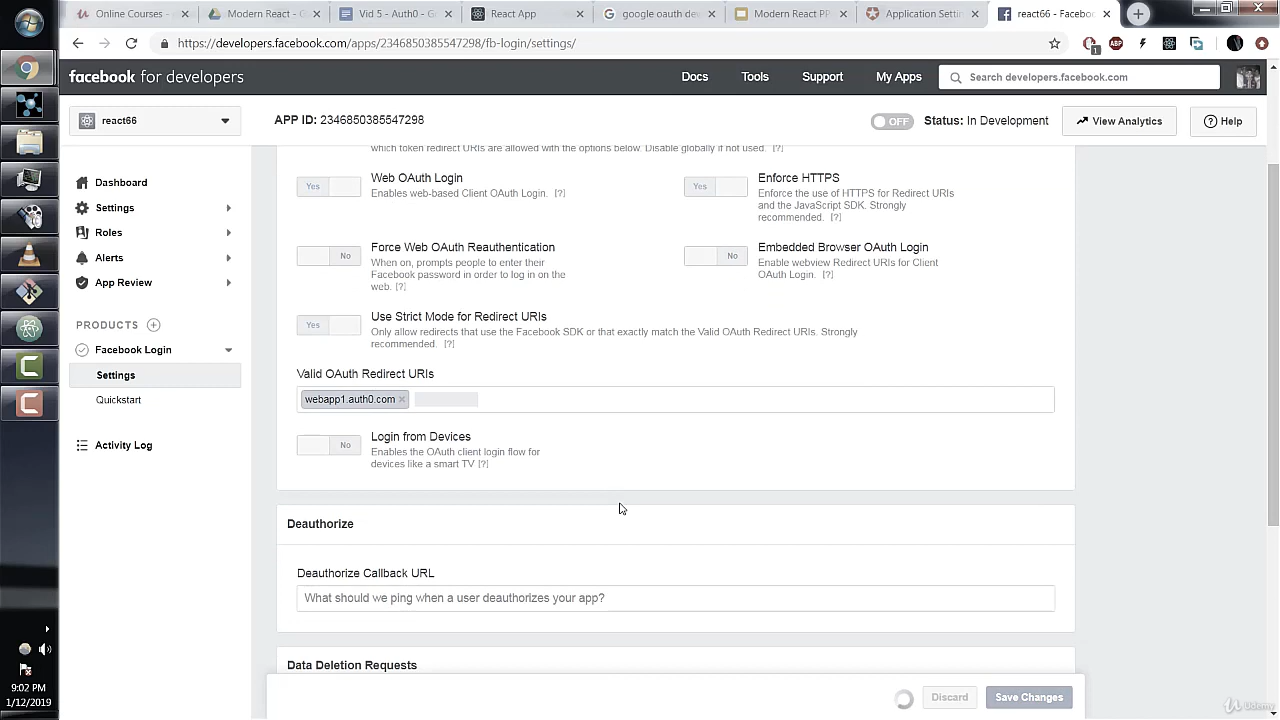 Online Courses -
Modern React - G
Vid 5 - Auth0 - G
React App
google oauth dev
Modern React PP
Application Setti
react66 - Facebo
https://developers.facebook.com/apps/2346850385547298/fb-login/settings/
1
ABP
facebook for developers
Docs
Tools
Support
My Apps
Search developers.facebook.com
react66
APP ID: 2346850385547298
OFF
Status: In Development
View Analytics
Help
Dashboard
Settings
Roles
Alerts
App Review
PRODUCTS
Facebook Login
Settings
Quickstart
Activity Log
which token redirect URIs are allowed with the options below. Disable globally if not used. [?]
Yes
Web OAuth Login
Enables web-based Client OAuth Login. [?]
Yes
Enforce HTTPS
Enforce the use of HTTPS for Redirect URIs
and the JavaScript SDK. Strongly
recommended. [?]
No
Force Web OAuth Reauthentication
When on, prompts people to enter their
Facebook password in order to log in on the
web. [?]
No
Embedded Browser OAuth Login
Enable webview Redirect URIs for Client
OAuth Login. [?]
Yes
Use Strict Mode for Redirect URIs
Only allow redirects that use the Facebook SDK or that exactly match the Valid OAuth Redirect URIs. Strongly
recommended. [?]
Valid OAuth Redirect URIs
webapp1.auth0.com
No
Login from Devices
Enables the OAuth client login flow for
devices like a smart TV [?]
Deauthorize
Deauthorize Callback URL
What should we ping when a user deauthorizes your app?
Data Deletion Requests
Discard
Save Changes
9:02 PM
1/12/2019
Udemy